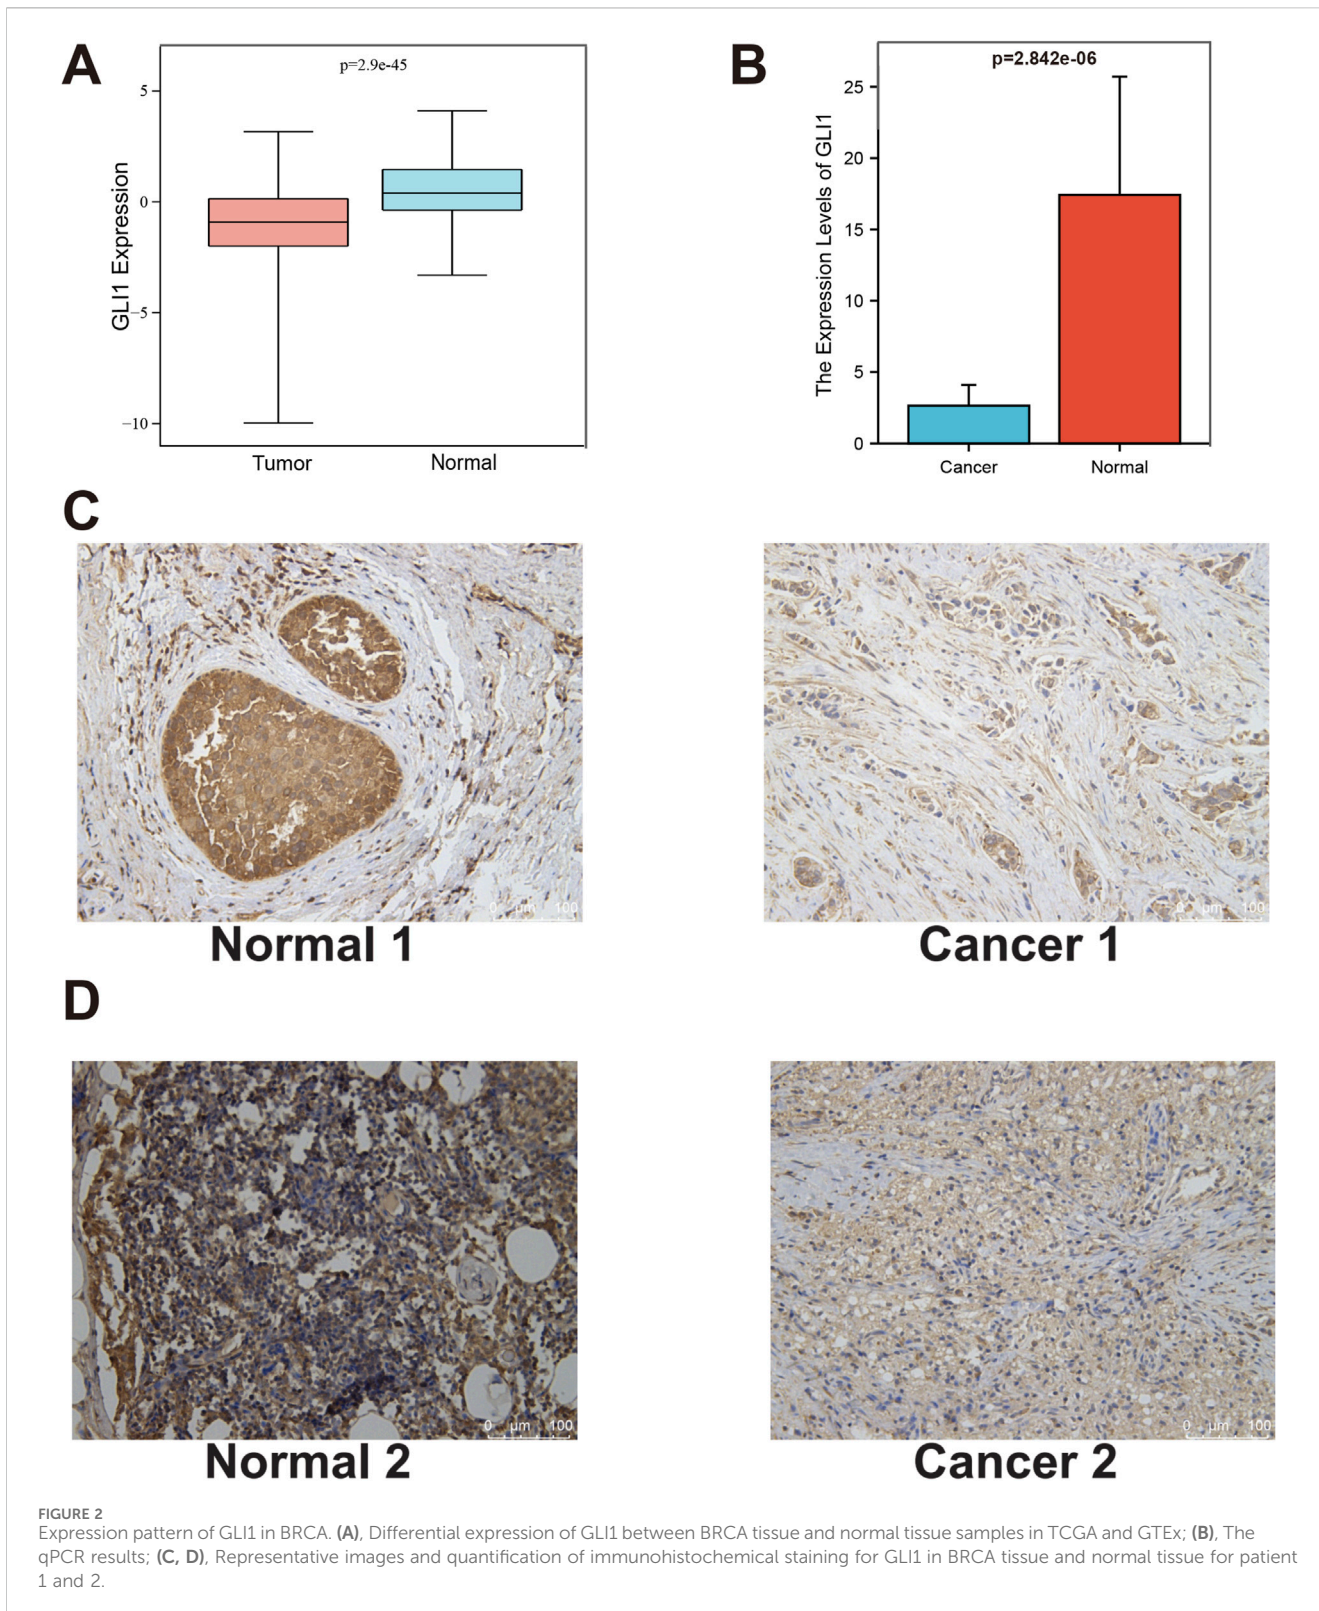 A
p=2.9e-45
GLI1 Expression
5
0
−5
−10
Tumor Normal
B
p=2.842e-06
The Expression Levels of GLI1
25
20
15
10
5
0
Cancer Normal
C
0 µm 100
0 µm 100
Normal 1
Cancer 1
D
0 µm 100
0 µm 100
Normal 2
Cancer 2
FIGURE 2
Expression pattern of GLI1 in BRCA. (A), Differential expression of GLI1 between BRCA tissue and normal tissue samples in TCGA and GTEx; (B), The
qPCR results; (C, D), Representative images and quantification of immunohistochemical staining for GLI1 in BRCA tissue and normal tissue for patient
1 and 2.